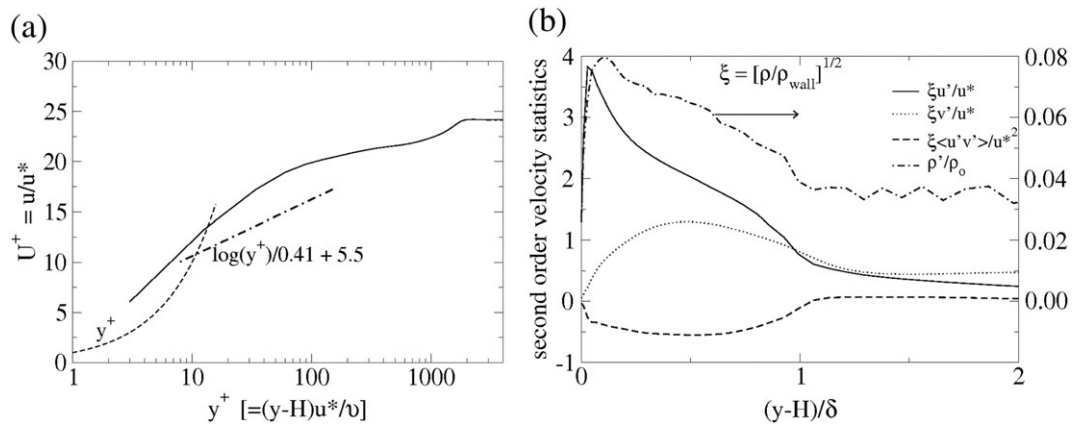 (a)
30
25
20
15
10
5
0
U⁺ = u/u*
log(y⁺)/0.41 + 5.5
y⁺
1 10 100 1000
y⁺ [=(y-H)u*/υ]
(b)
4
3
2
1
0
-1
second order velocity statistics
ξ = [ρ/ρ_wall]^1/2
ξu'/u*
ξv'/u*
ξ<u'v'>/u*²
ρ'/ρ_o
0.08
0.06
0.04
0.02
0.00
0 1 2
(y-H)/δ